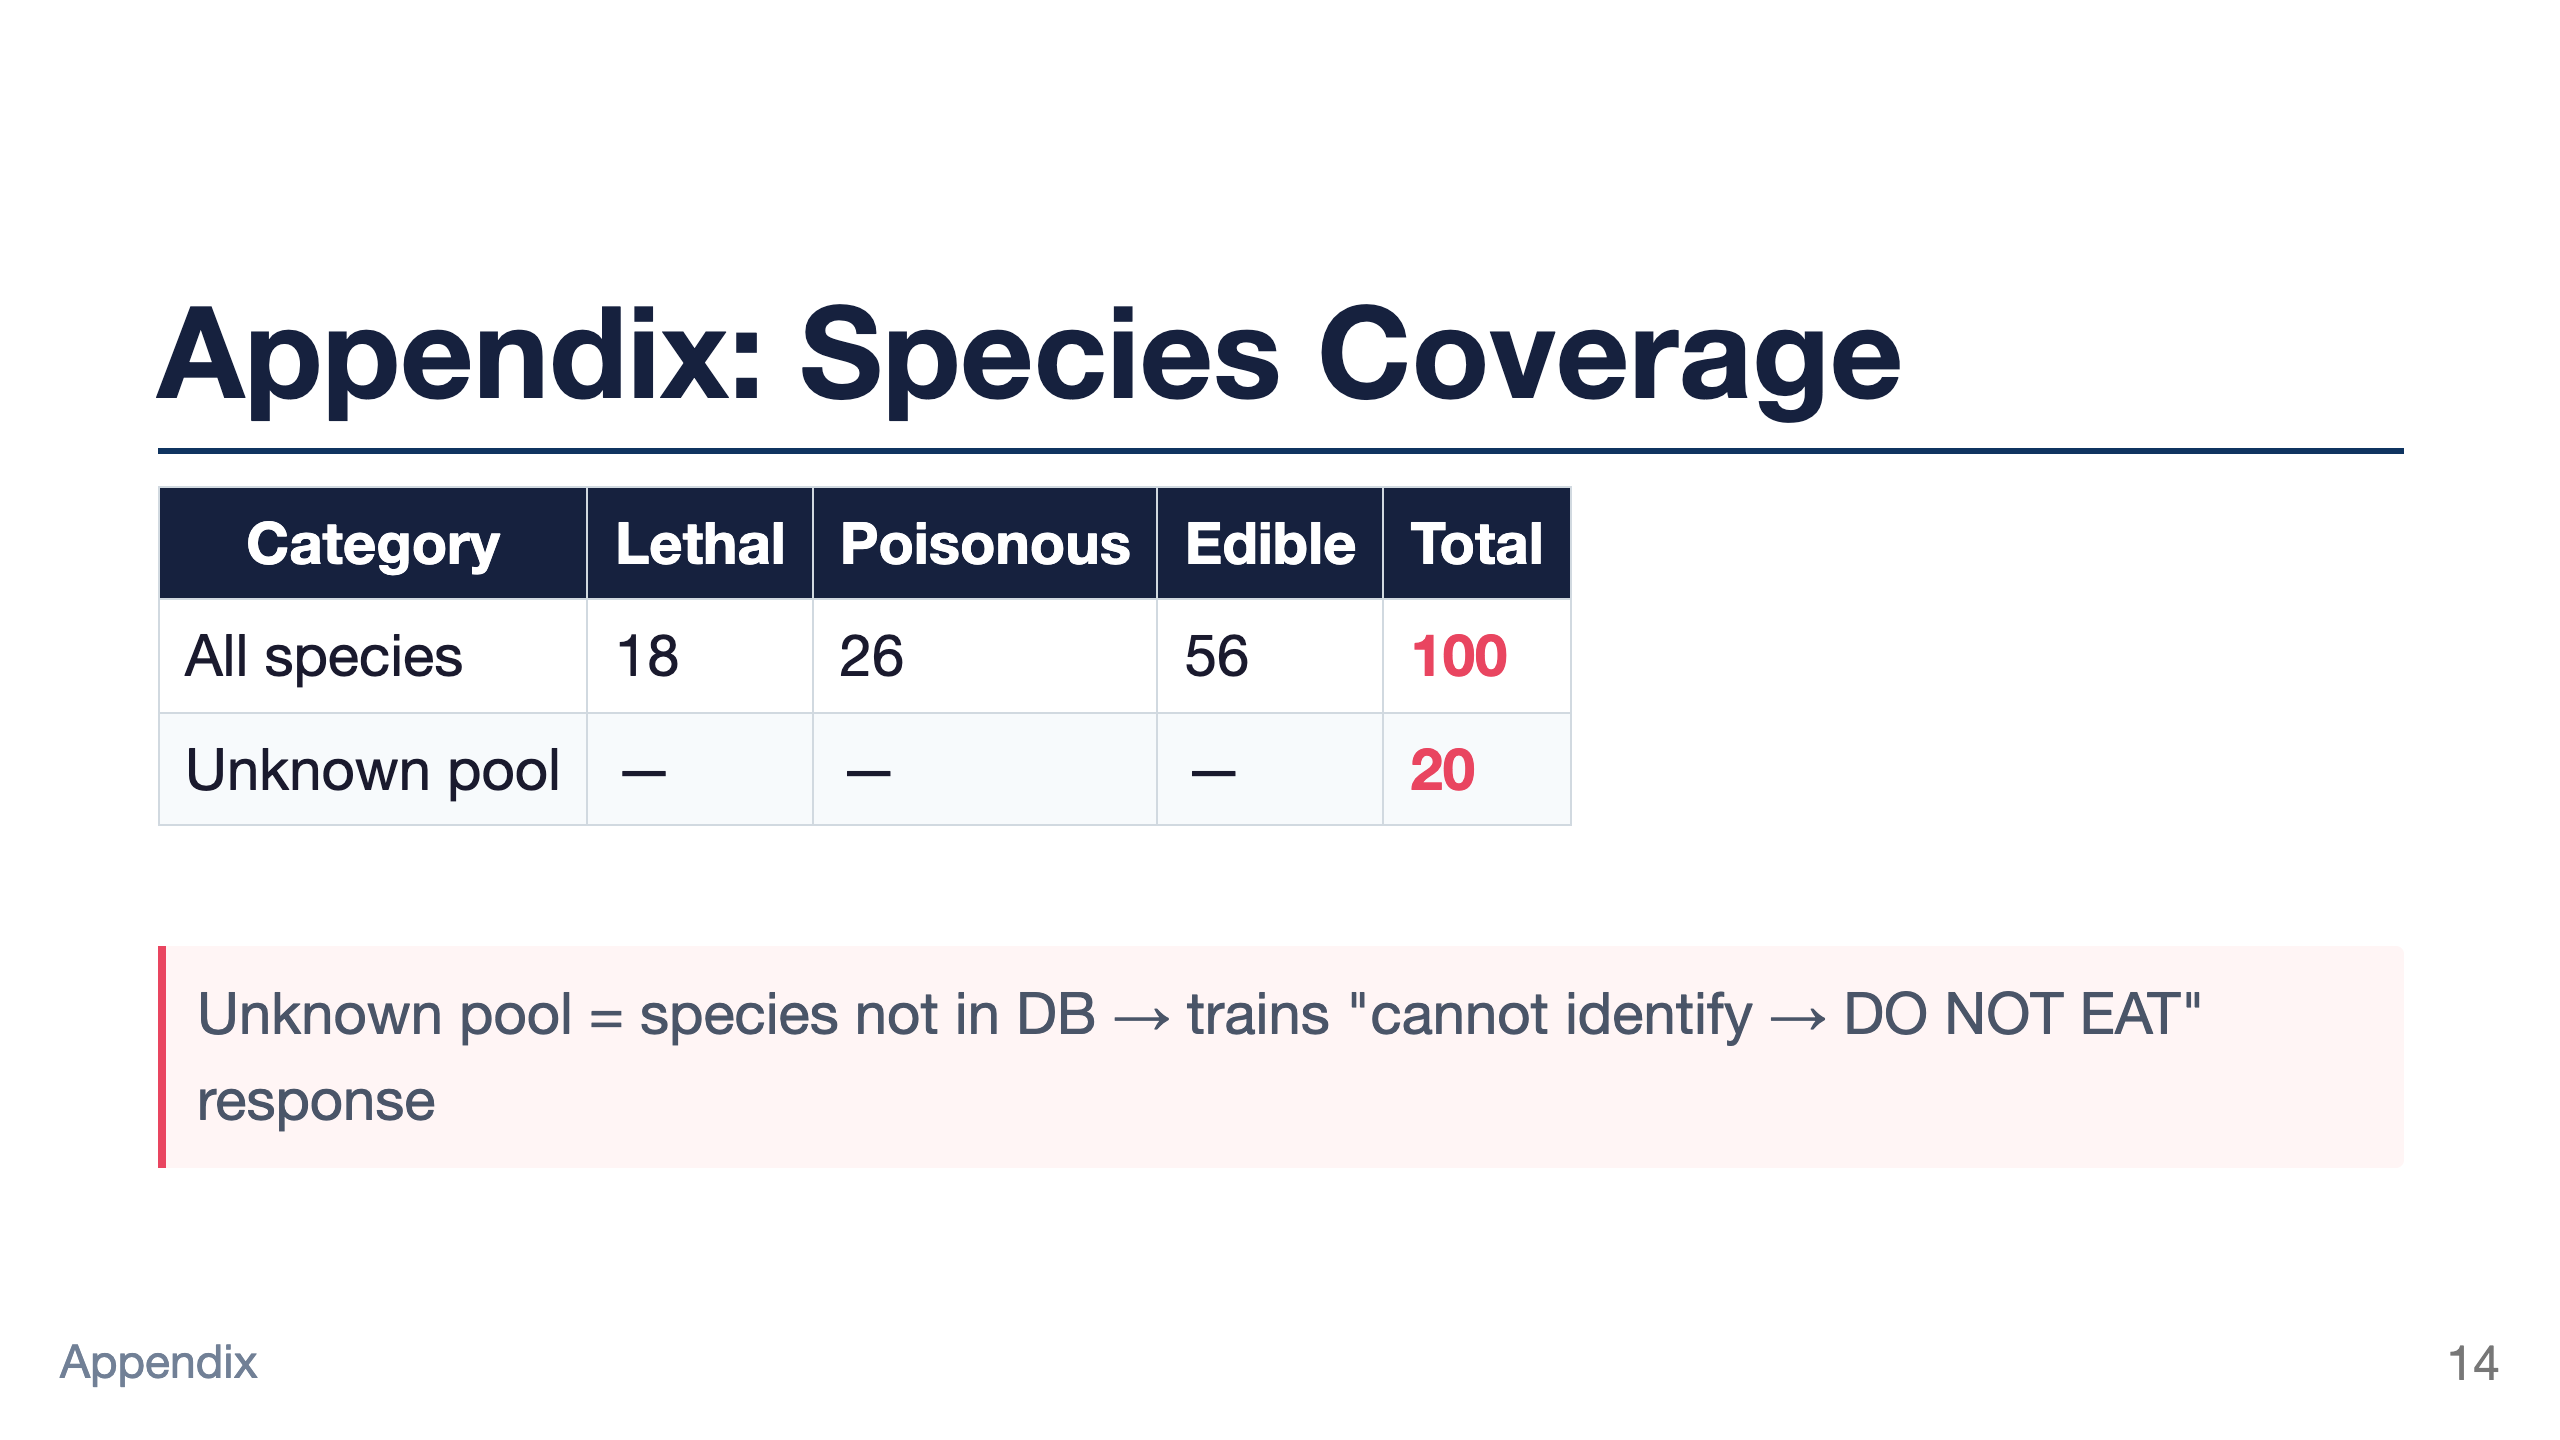 Appendix: Species Coverage
Category Lethal Poisonous Edible Total
All species 18 26 56 100
Unknown pool — — — 20
Unknown pool = species not in DB → trains "cannot identify → DO NOT EAT"
response
Appendix
14